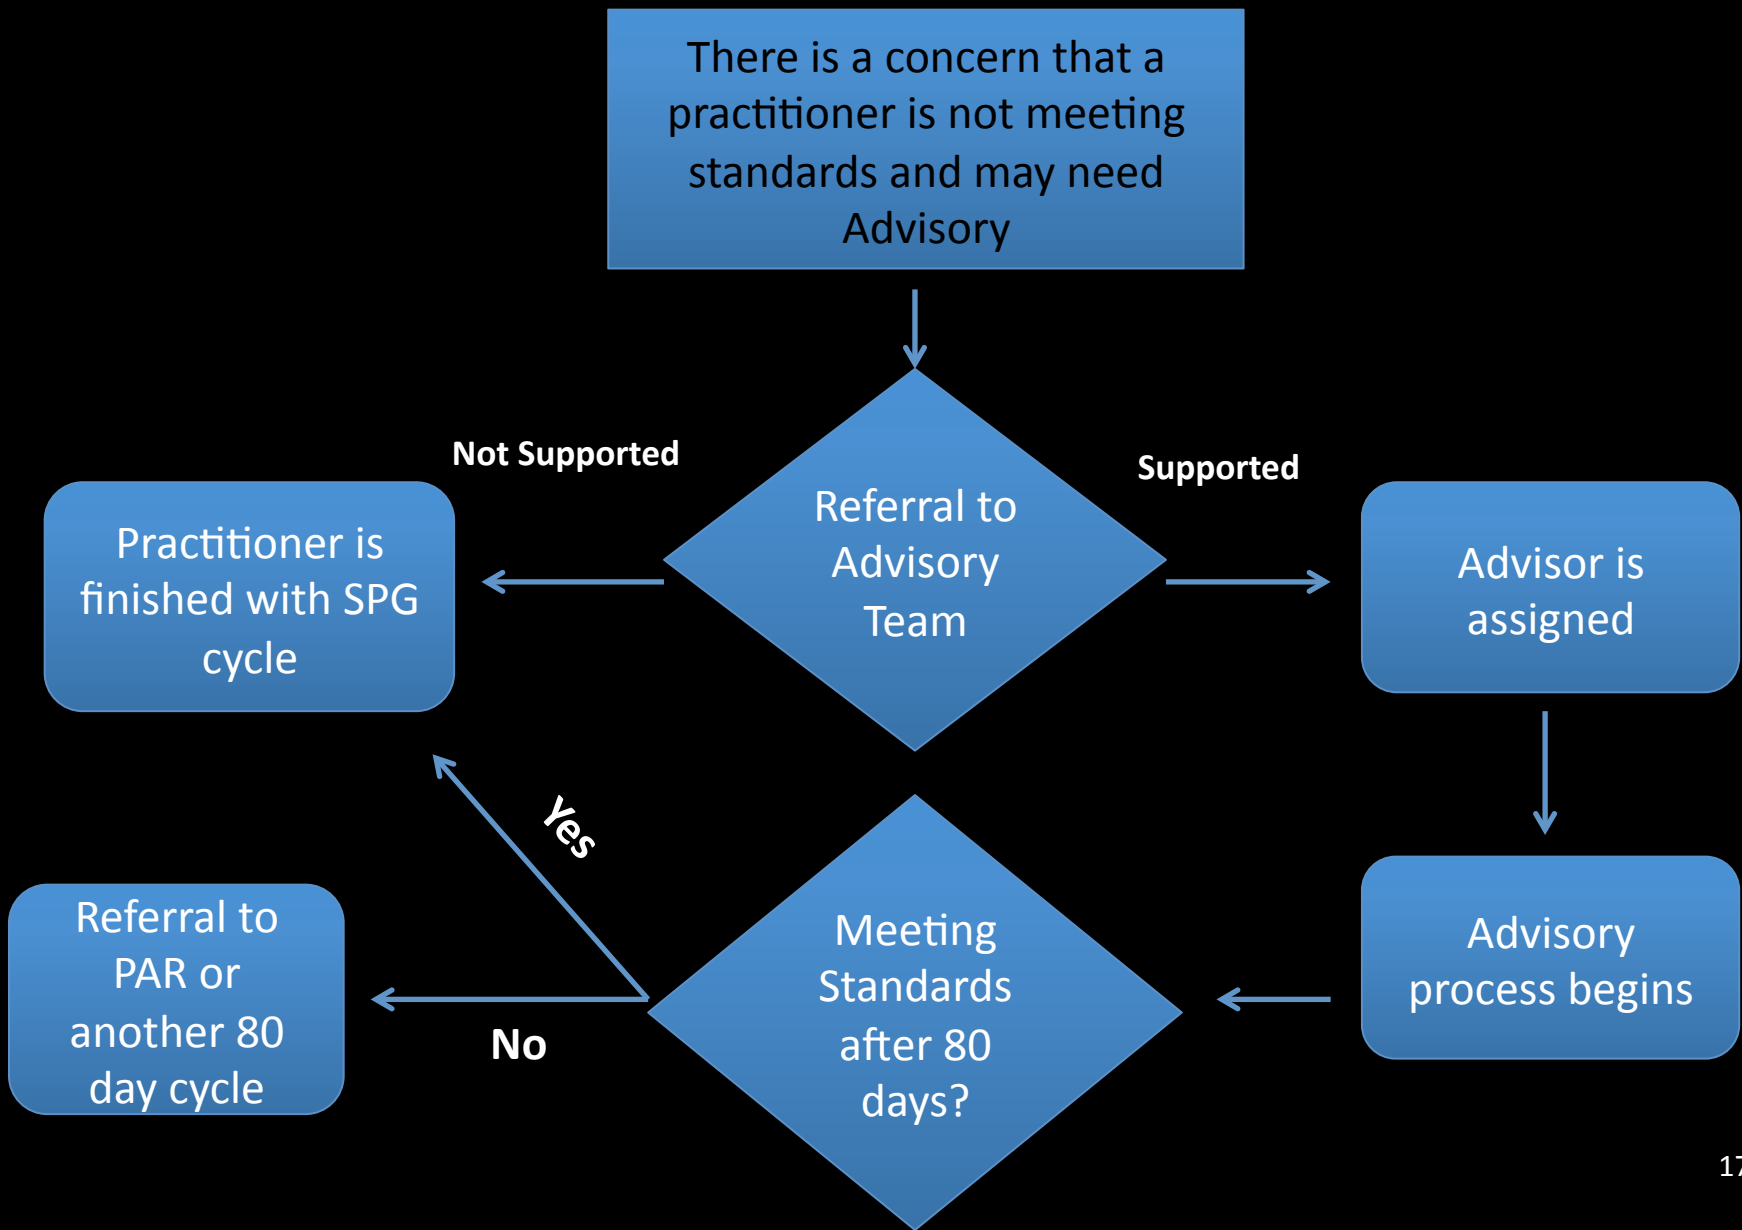 There is a concern that a
practitioner is not meeting
standards and may need
Advisory
Not Supported
Supported
Practitioner is
finished with SPG
cycle
Referral to
Advisory
Team
Advisor is
assigned
Yes
No
Referral to
PAR or
another 80
day cycle
Meeting
Standards
after 80
days?
Advisory
process begins
17